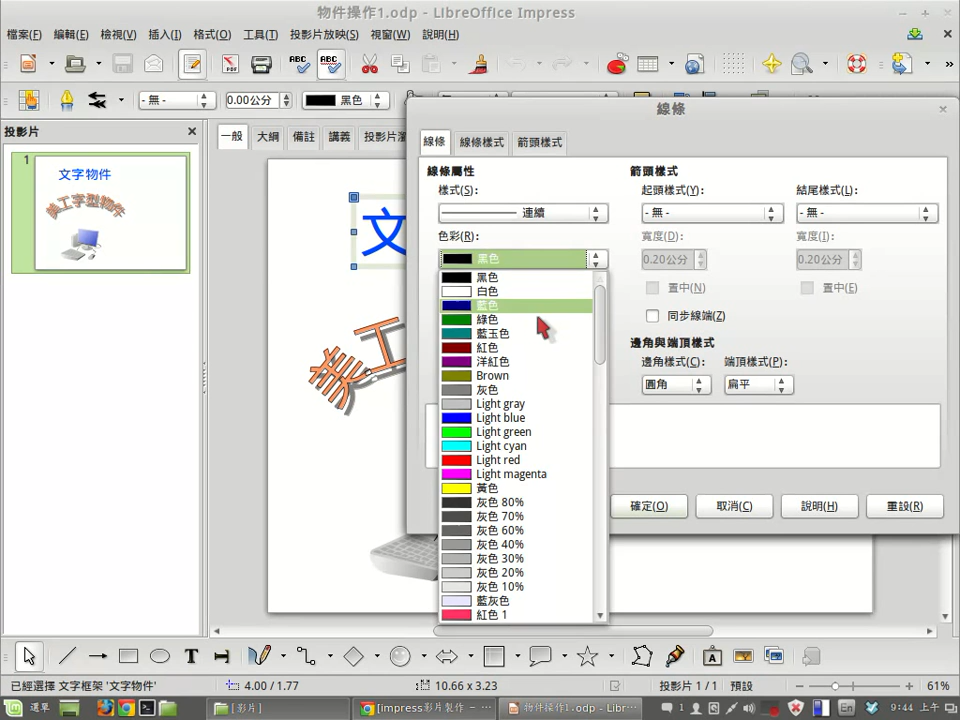 物件操作1.odp - LibreOffice Impress
檔案(F) 編輯(E) 檢視(V) 插入(I) 格式(O) 工具(T) 投影片放映(S) 視窗(W) 說明(H)
ABC ABC
- 無 - 0.00公分 黑色
線條
投影片
一般 大綱 備註 講義
線條 線條樣式 箭頭樣式
1
文字物件
美工字型物件
線條屬性
樣式(S):
連續
色彩(R):
黑色
黑色
白色
藍色
綠色
藍玉色
紅色
洋紅色
Brown
灰色
Light gray
Light blue
Light green
Light cyan
Light red
Light magenta
黃色
灰色 80%
灰色 70%
灰色 60%
灰色 40%
灰色 30%
灰色 20%
灰色 10%
藍灰色
紅色 1
箭頭樣式
起頭樣式(Y): 結尾樣式(L):
- 無 - - 無 -
寬度(D): 寬度(I):
0.20公分 0.20公分
置中(N) 置中(E)
同步線端(Z)
邊角與端頂樣式
邊角樣式(C): 端頂樣式(P):
圓角 扁平
確定(O) 取消(C) 說明(H) 重設(R)
文
美工
已經選擇 文字框架 '文字物件' 4.00 / 1.77 10.66 x 3.23 投影片 1 / 1 預設 61%
選單 [ 影片 ] [impress影片製作 - ··· 物件操作1.odp - Libr··· 1 En 9:44 上午